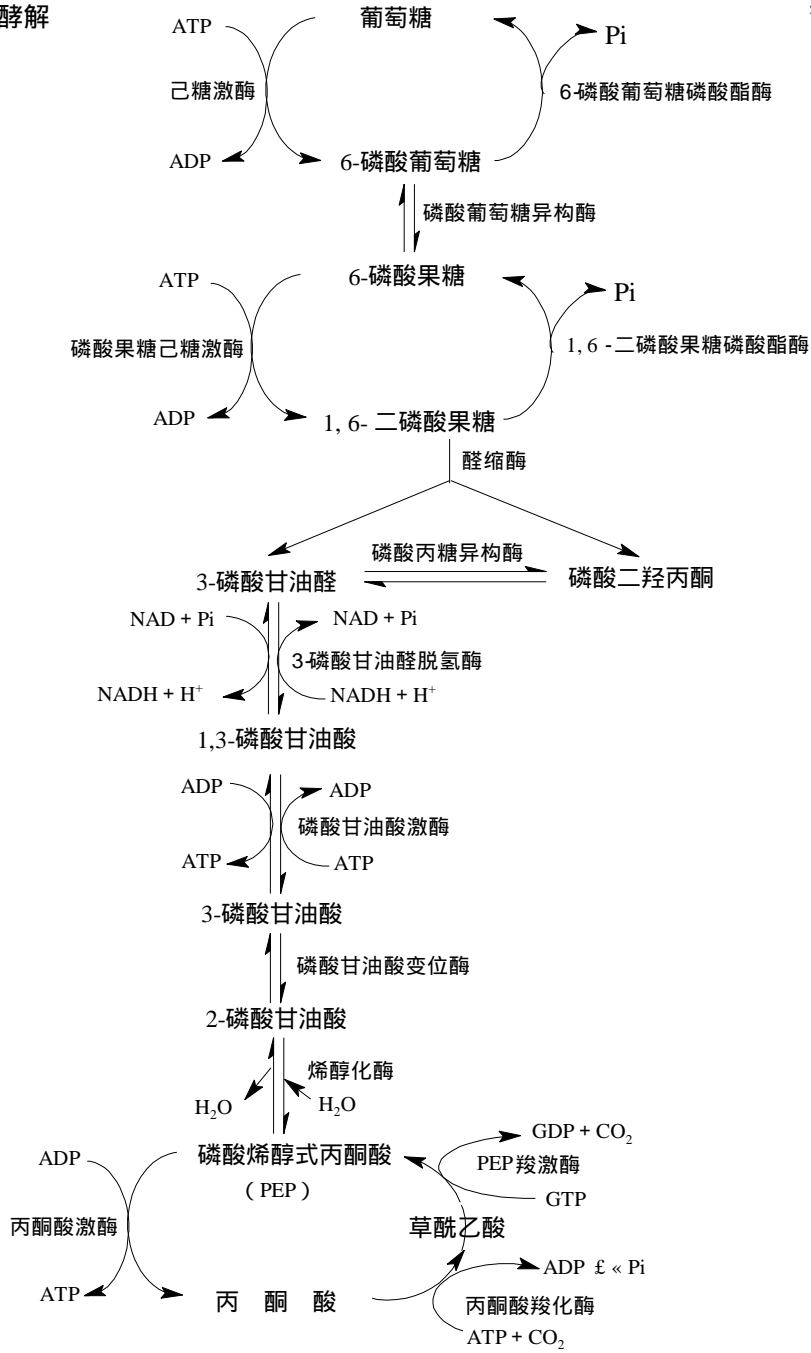 酵解
ATP
葡萄糖
Pi
己糖激酶
6-磷酸葡萄糖磷酸酯酶
ADP
6-磷酸葡萄糖
磷酸葡萄糖异构酶
ATP
6-磷酸果糖
Pi
磷酸果糖己糖激酶
1, 6 -二磷酸果糖磷酸酯酶
ADP
1, 6- 二磷酸果糖
醛缩酶
磷酸丙糖异构酶
3-磷酸甘油醛
磷酸二羟丙酮
NAD + Pi
NAD + Pi
3-磷酸甘油醛脱氢酶
NADH + H⁺
NADH + H⁺
1,3-磷酸甘油酸
ADP
ADP
磷酸甘油酸激酶
ATP
ATP
3-磷酸甘油酸
磷酸甘油酸变位酶
2-磷酸甘油酸
烯醇化酶
H₂O
H₂O
GDP + CO₂
ADP
磷酸烯醇式丙酮酸
PEP羧激酶
（PEP）
GTP
丙酮酸激酶
草酰乙酸
ADP £ « Pi
ATP
丙 酮 酸
丙酮酸羧化酶
ATP + CO₂